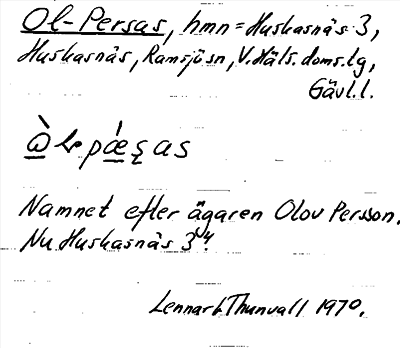 Ol-Persas, hmn = Huskasnäs 3,
Huskasnäs, Ramsjö sn, V. Häls. doms.lg,
Gävl. l.
Namnet efter ägaren Olov Persson.
Nu Huskasnäs 3⁴.
Lennart Thunvall 1970.